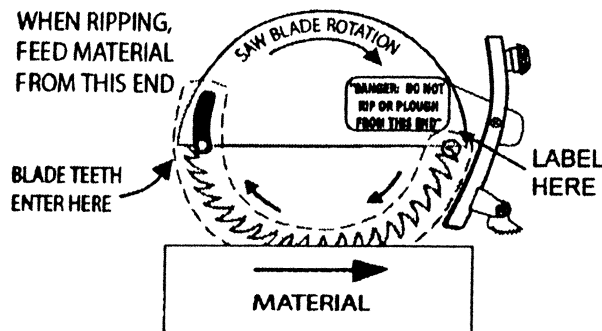 WHEN RIPPING,
FEED MATERIAL
FROM THIS END
SAW BLADE ROTATION
"DANGER: DO NOT
RIP OR PLOUGH
FROM THIS END"
BLADE TEETH
ENTER HERE
LABEL
HERE
MATERIAL